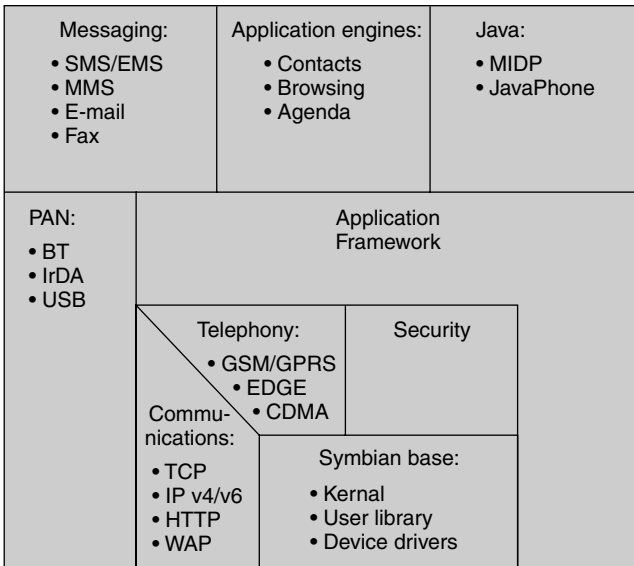 Messaging:
• SMS/EMS
• MMS
• E-mail
• Fax
Application engines:
• Contacts
• Browsing
• Agenda
Java:
• MIDP
• JavaPhone
PAN:
• BT
• IrDA
• USB
Application
Framework
Telephony:
• GSM/GPRS
• EDGE
• CDMA
Security
Commu-
nications:
• TCP
• IP v4/v6
• HTTP
• WAP
Symbian base:
• Kernal
• User library
• Device drivers